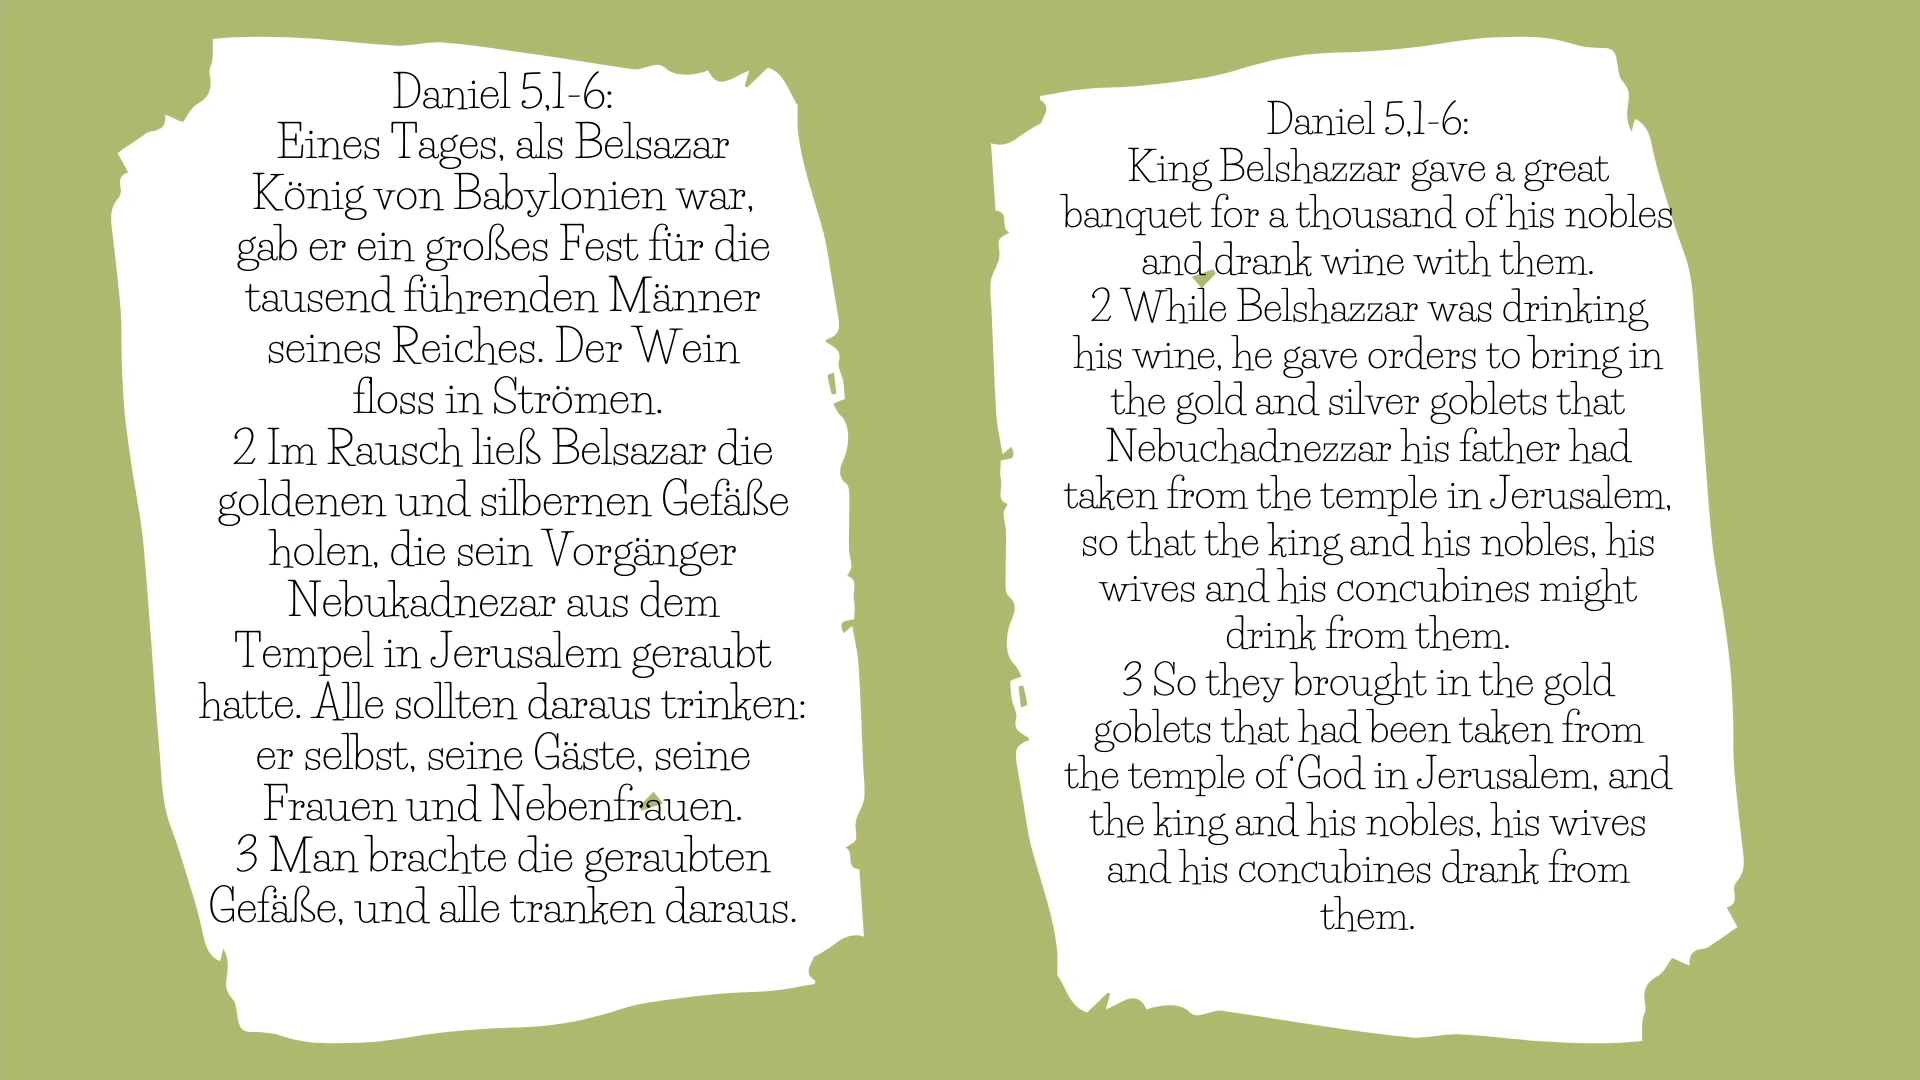 Daniel 5,1-6:
Eines Tages, als Belsazar
König von Babylonien war,
gab er ein großes Fest für die
tausend führenden Männer
seines Reiches. Der Wein
floss in Strömen.
2 Im Rausch ließ Belsazar die
goldenen und silbernen Gefäße
holen, die sein Vorgänger
Nebukadnezar aus dem
Tempel in Jerusalem geraubt
hatte. Alle sollten daraus trinken:
er selbst, seine Gäste, seine
Frauen und Nebenfrauen.
3 Man brachte die geraubten
Gefäße, und alle tranken daraus.
Daniel 5,1-6:
King Belshazzar gave a great
banquet for a thousand of his nobles
and drank wine with them.
2 While Belshazzar was drinking
his wine, he gave orders to bring in
the gold and silver goblets that
Nebuchadnezzar his father had
taken from the temple in Jerusalem,
so that the king and his nobles, his
wives and his concubines might
drink from them.
3 So they brought in the gold
goblets that had been taken from
the temple of God in Jerusalem, and
the king and his nobles, his wives
and his concubines drank from
them.